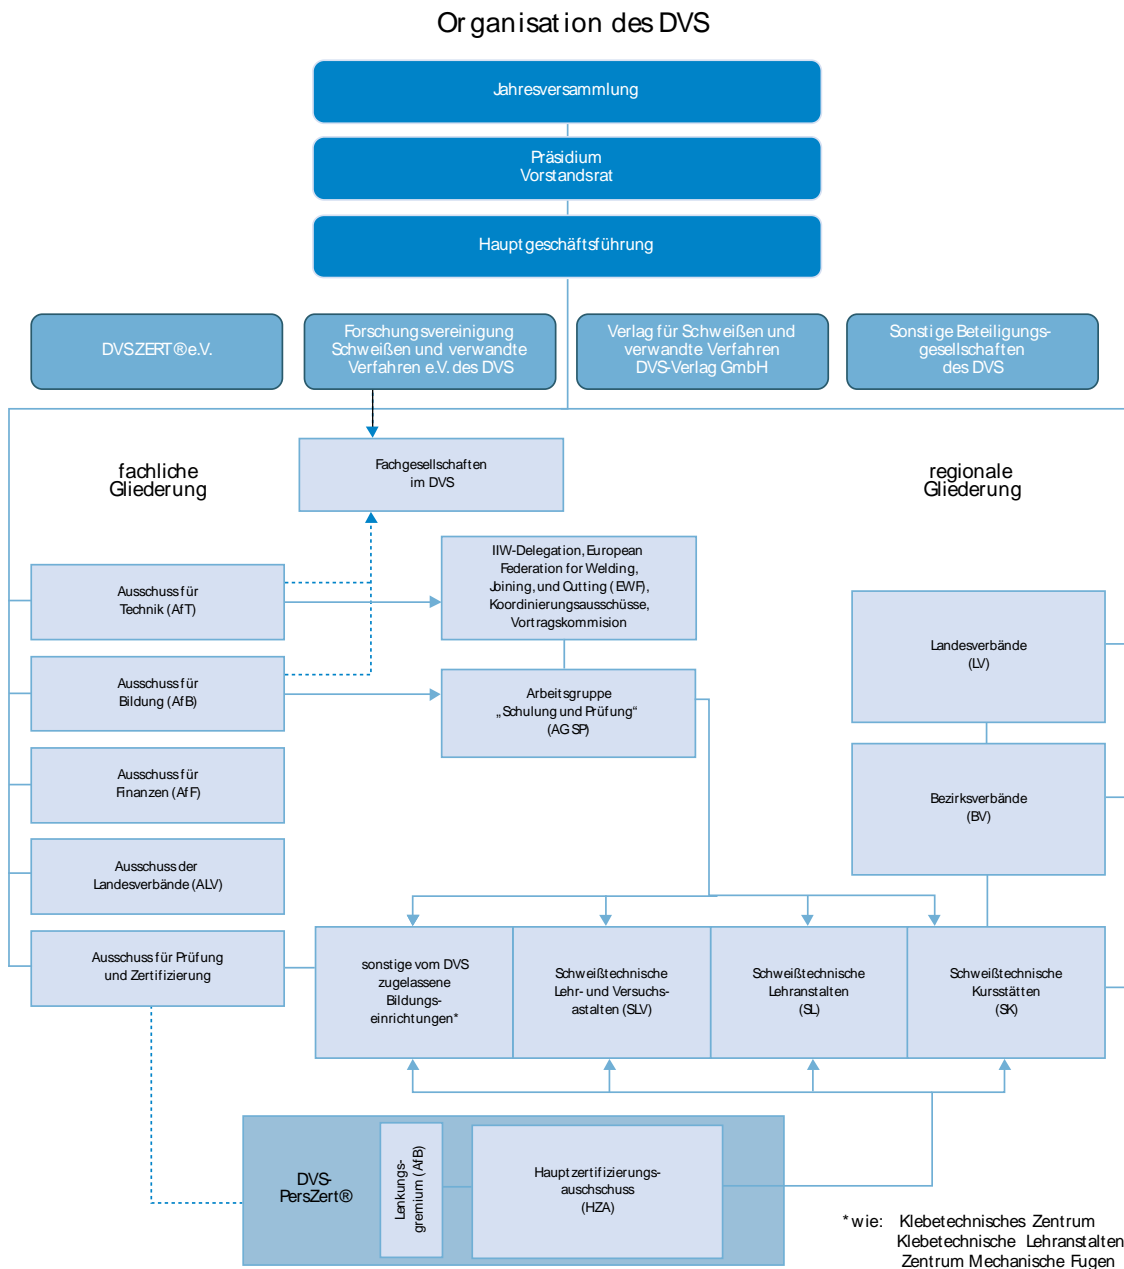 Organisation des DVS
Jahresversammlung
Präsidium
Vorstandsrat
Hauptgeschäftsführung
DVS ZERT® e.V.
Forschungsvereinigung
Schweißen und verwandte
Verfahren e.V. des DVS
Verlag für Schweißen und
verwandte Verfahren
DVS-Verlag GmbH
Sonstige Beteiligungs-
gesellschaften
des DVS
fachliche
Gliederung
Fachgesellschaften
im DVS
regionale
Gliederung
Ausschuss für
Technik (AfT)
IIW-Delegation, European
Federation for Welding,
Joining, and Cutting (EWF),
Koordinierungsausschüsse,
Vortragskommision
Landesverbände
(LV)
Ausschuss für
Bildung (AfB)
Arbeitsgruppe
„Schulung und Prüfung“
(AG SP)
Ausschuss für
Finanzen (AfF)
Bezirksverbände
(BV)
Ausschuss der
Landesverbände (ALV)
Ausschuss für Prüfung
und Zertifizierung
sonstige vom DVS
zugelassene
Bildungs-
einrichtungen*
Schweißtechnische
Lehr- und Versuchs-
astalten (SLV)
Schweißtechnische
Lehranstalten
(SL)
Schweißtechnische
Kursstätten
(SK)
DVS-
PersZert®
Lenkungs-
gremium (AfB)
Hauptzertifizierungs-
auschschuss
(HZA)
* wie: Klebetechnisches Zentrum
Klebetechnische Lehranstalten
Zentrum Mechanische Fugen